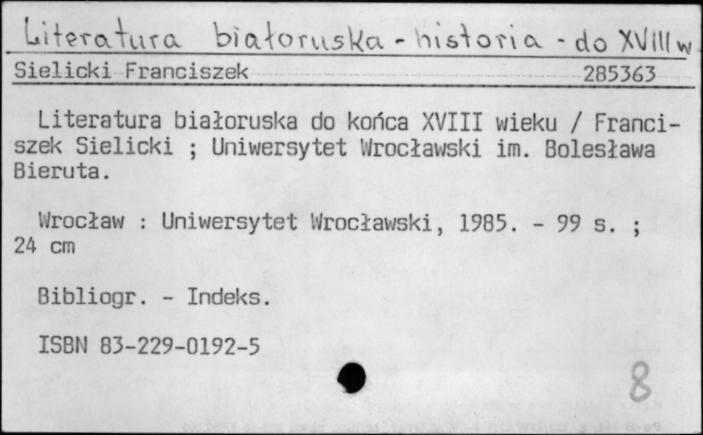 Literatura białoruska - historia - do XVIII w.
Sielicki Franciszek 285363
Literatura białoruska do końca XVIII wieku / Franci-
szek Sielicki ; Uniwersytet Wrocławski im. Bolesława
Bieruta.
Wrocław : Uniwersytet Wrocławski, 1985. - 99 s. ;
24 cm
Bibliogr. - Indeks.
ISBN 83-229-0192-5
8